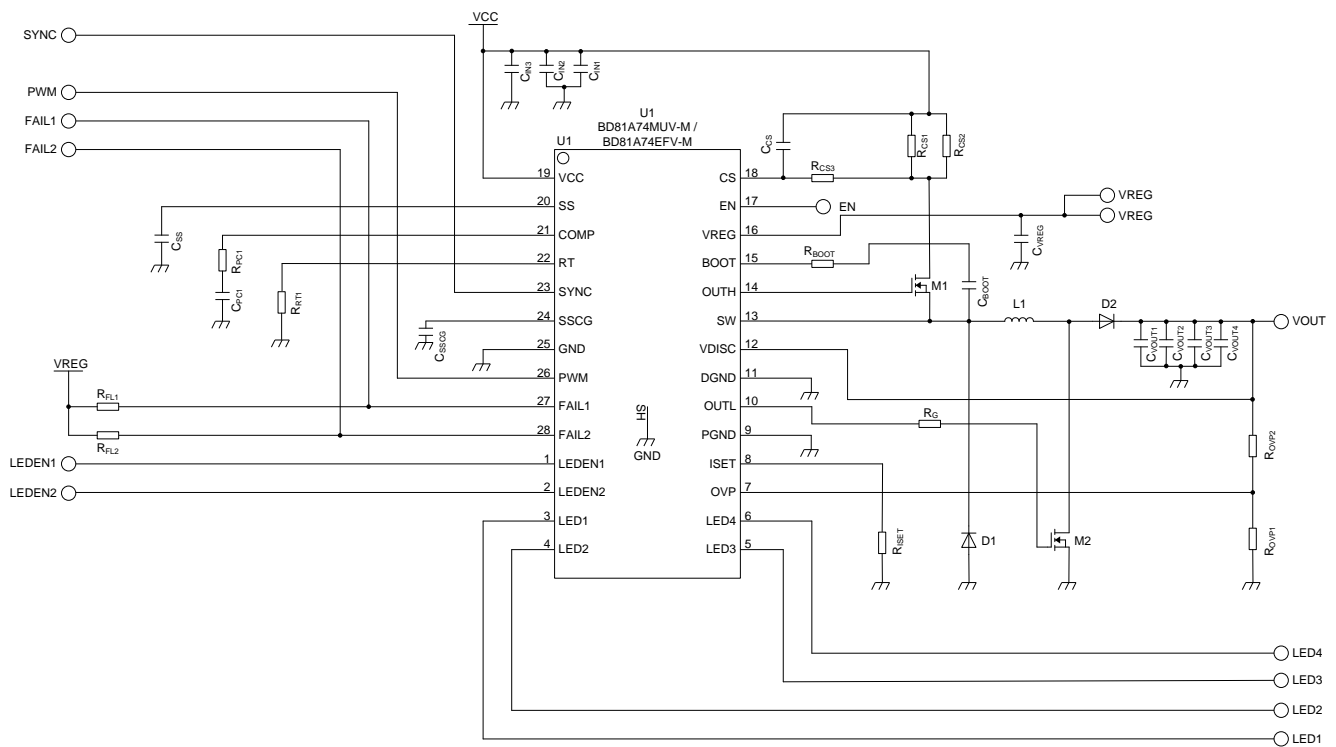 VCC
SYNC
CIN3
CIN2
CIN1
PWM
FAIL1
FAIL2
U1
BD81A74MUV-M /
BD81A74EFV-M
U1
CCS
RCS1
RCS2
RCS3
19 VCC
CS 18
20 SS
EN 17
EN
VREG
VREG
21 COMP
VREG 16
CVREG
22 RT
BOOT 15
RBOOT
23 SYNC
OUTH 14
M1
CBOOT
24 SSCG
SW 13
L1
D2
VOUT
25 GND
VDISC 12
CVOUT1
CVOUT2
CVOUT3
CVOUT4
26 PWM
DGND 11
27 FAIL1
OUTL 10
RG
28 FAIL2
PGND 9
1 LEDEN1
ISET 8
2 LEDEN2
OVP 7
3 LED1
LED4 6
4 LED2
LED3 5
CSS
RPC1
CPC1
RRT1
CSSCG
VREG
RFL1
RFL2
LEDEN1
LEDEN2
SH
GND
RISET
D1
M2
ROVP2
ROVP1
LED4
LED3
LED2
LED1